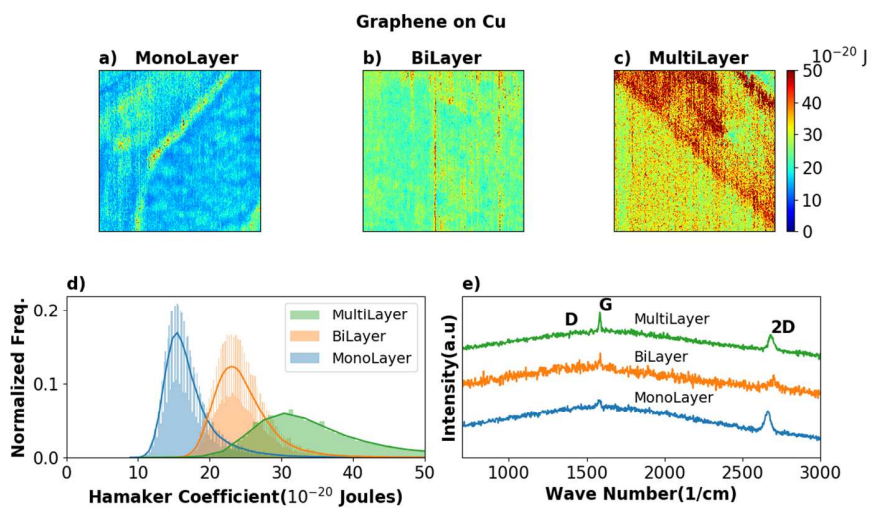 Graphene on Cu
a) MonoLayer
b) BiLayer
c) MultiLayer
10⁻²⁰ J
50
40
30
20
10
0
d)
Normalized Freq.
0.2
0.1
0.0
MultiLayer
BiLayer
MonoLayer
0 10 20 30 40 50
Hamaker Coefficient(10⁻²⁰ Joules)
e)
Intensity(a.u)
D
G
2D
MultiLayer
BiLayer
MonoLayer
1000 1500 2000 2500 3000
Wave Number(1/cm)